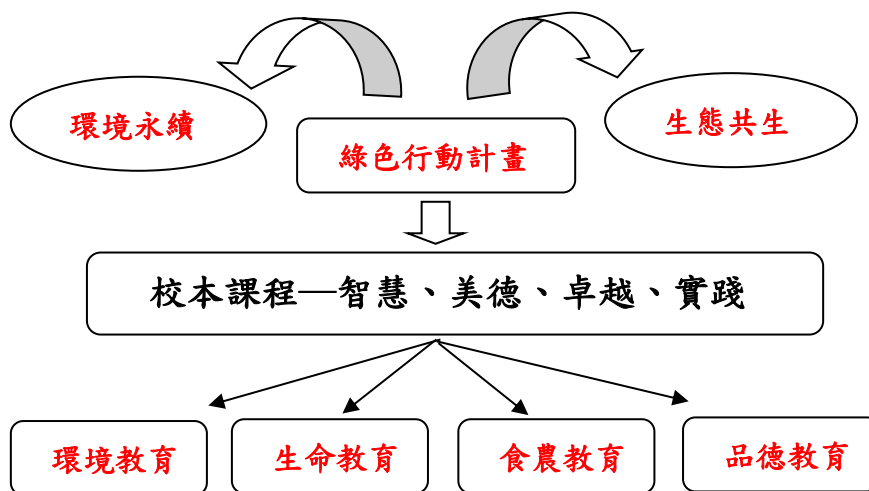 環境永續
生態共生
綠色行動計畫
校本課程—智慧、美德、卓越、實踐
環境教育
生命教育
食農教育
品德教育